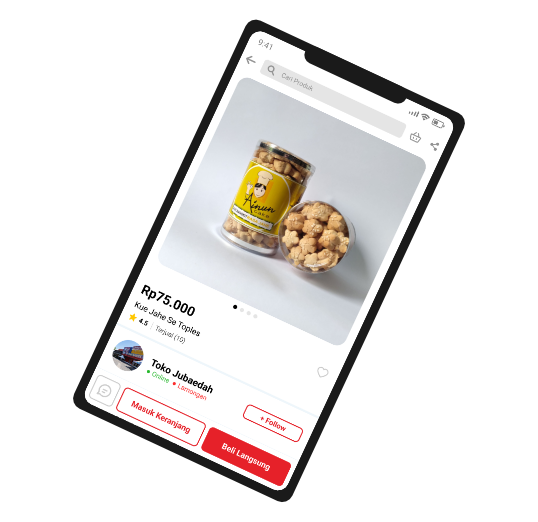 9.41
Cari Produk
Ainun
Rp75.000
Kue Jahe Se Toples
4.5 Terjual (10)
Toko Jubaedah
Online Lamongan
+ Follow
Masuk Keranjang
Beli Langsung